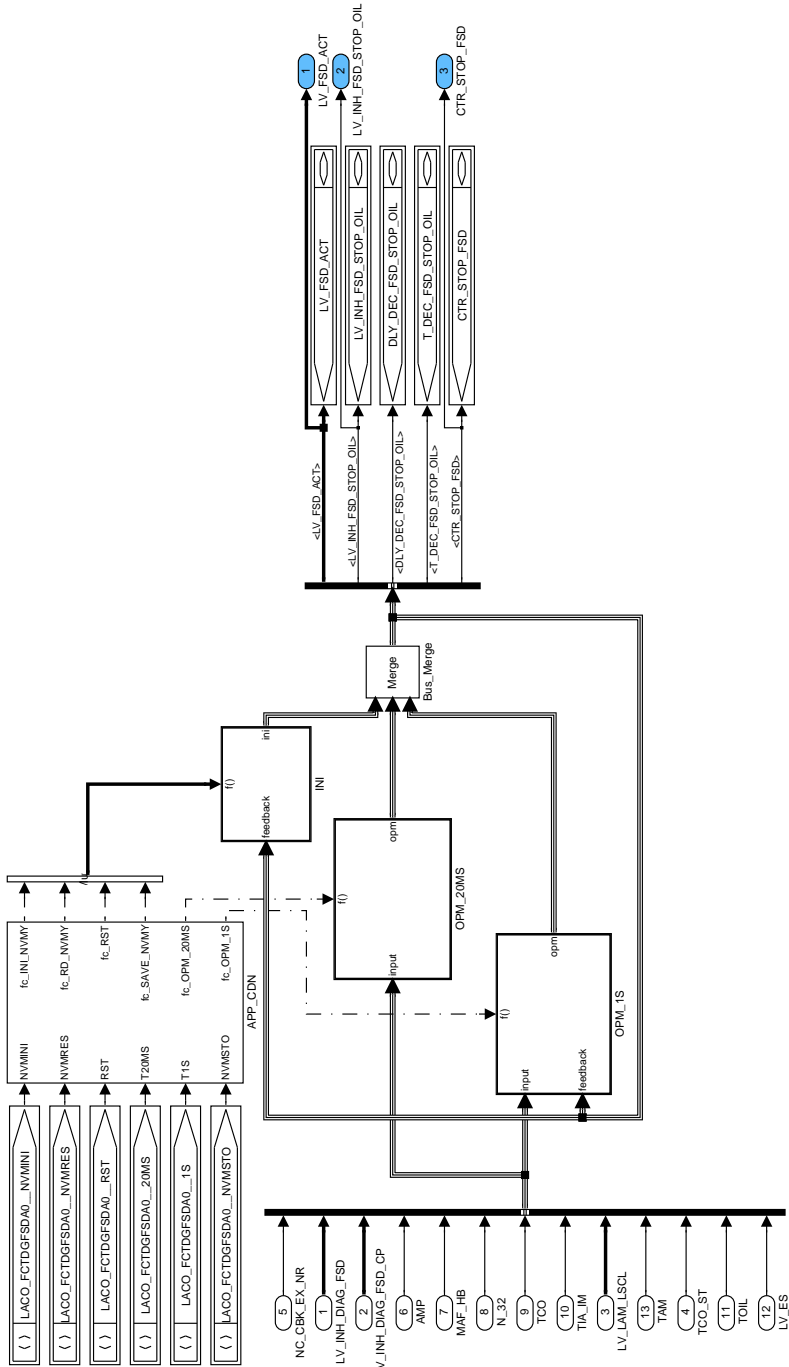 ( ) LACO_FCTDGFSDA0__NVMINI
NVMINI
fc_INI_NVMY
( ) LACO_FCTDGFSDA0__NVMRES
NVMRES
fc_RD_NVMY
( ) LACO_FCTDGFSDA0__RST
RST
fc_RST
( ) LACO_FCTDGFSDA0__20MS
T20MS
fc_SAVE_NVMY
( ) LACO_FCTDGFSDA0__1S
T1S
fc_OPM_20MS
( ) LACO_FCTDGFSDA0__NVMSTO
NVMSTO
fc_OPM_1S
APP_CDN
f()
feedback
ini
INI
5
NC_CBK_EX_NR
1
LV_INH_DIAG_FSD
2
V_INH_DIAG_FSD_CP
6
AMP
7
MAF_HB
8
N_32
9
TCO
10
TIA_IM
3
LV_LAM_LSCL
13
TAM
4
TCO_ST
11
TOIL
12
LV_ES
f()
input
opm
OPM_20MS
f()
input
feedback
opm
OPM_1S
Merge
Bus_Merge
<LV_FSD_ACT>
<LV_INH_FSD_STOP_OIL>
<DLY_DEC_FSD_STOP_OIL>
<T_DEC_FSD_STOP_OIL>
<CTR_STOP_FSD>
LV_FSD_ACT
LV_INH_FSD_STOP_OIL
DLY_DEC_FSD_STOP_OIL
T_DEC_FSD_STOP_OIL
CTR_STOP_FSD
1
LV_FSD_ACT
2
LV_INH_FSD_STOP_OIL
3
CTR_STOP_FSD